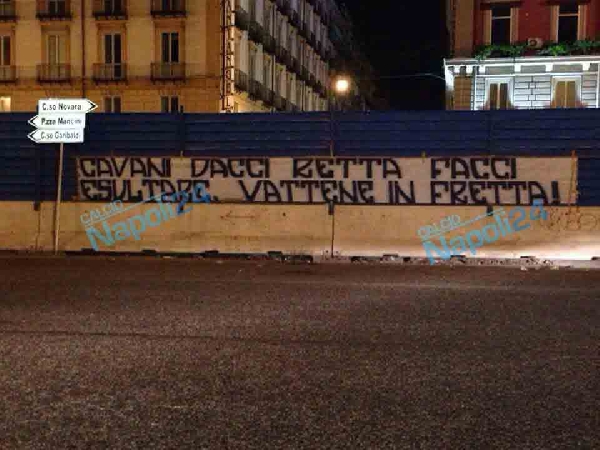 C.so Novara
P.zza Mancini
C.so Garibaldi
CAVANI DACCI RETTA FACCI
ESULTARE, VATTENE IN FRETTA!
CALCIO
Napoli24
CALCIO
Napoli24